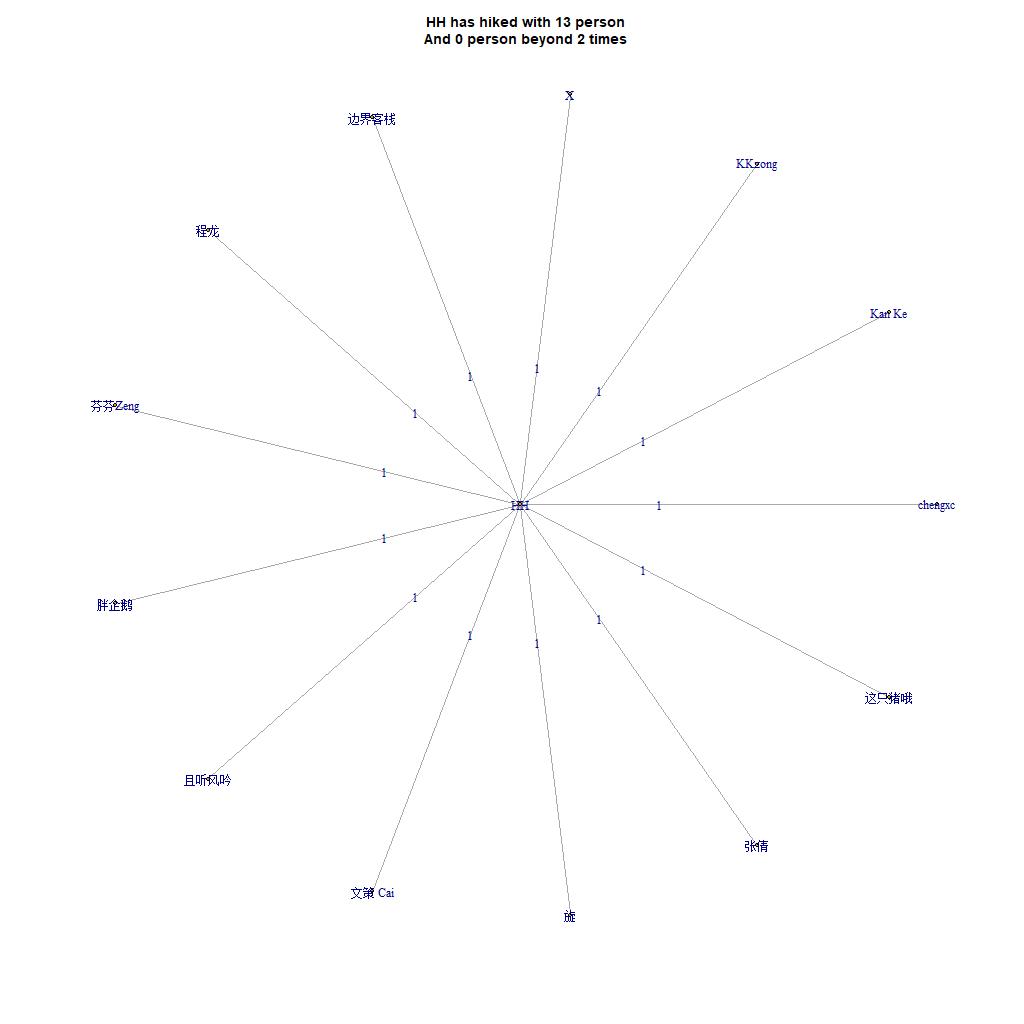 HH has hiked with 13 person
And 0 person beyond 2 times
X
边界客栈
KKzong
程龙
Kan Ke
1
1
1
1
芬芬Zeng
1
1
HH
1
chengxc
1
1
胖企鹅
1
1
1
1
这只猪哦
且听风吟
张倩
文策 Cai
旋